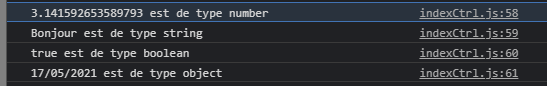 3.141592653589793 est de type number indexCtrl.js:58
Bonjour est de type string indexCtrl.js:59
true est de type boolean indexCtrl.js:60
17/05/2021 est de type object indexCtrl.js:61